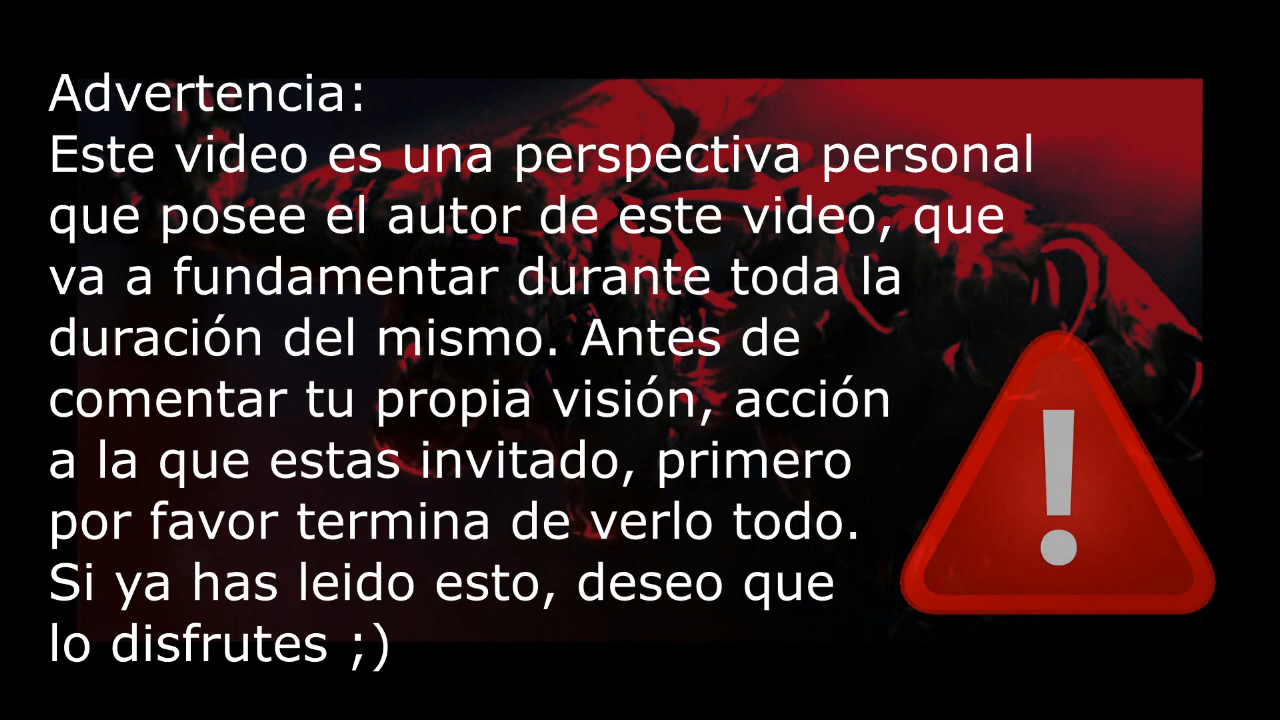 Advertencia:
Este video es una perspectiva personal
que posee el autor de este video, que
va a fundamentar durante toda la
duración del mismo. Antes de
comentar tu propia visión, acción
a la que estas invitado, primero
por favor termina de verlo todo.
Si ya has leido esto, deseo que
lo disfrutes ;)